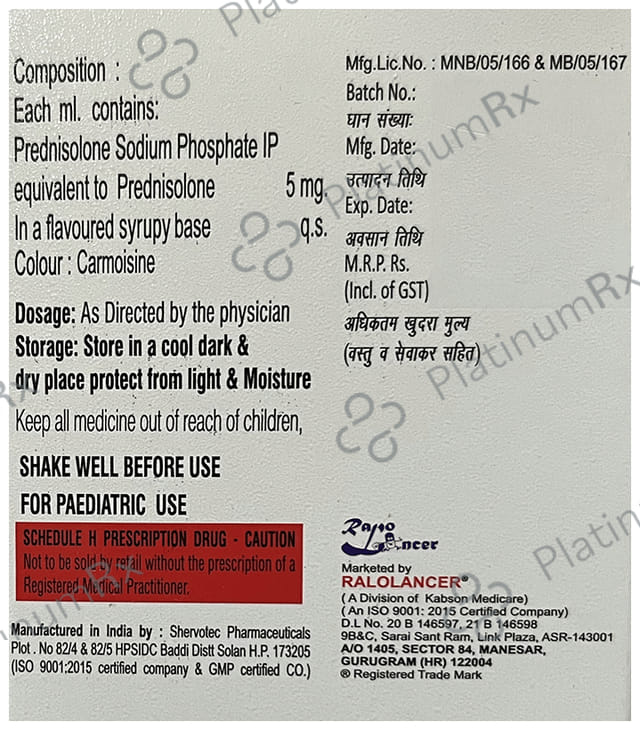 Composition :
Each ml. contains:
Prednisolone Sodium Phosphate IP
equivalent to Prednisolone 5 mg.
In a flavoured syrupy base q.s.
Colour : Carmoisine
Dosage: As Directed by the physician
Storage: Store in a cool dark &
dry place protect from light & Moisture
Keep all medicine out of reach of children,
SHAKE WELL BEFORE USE
FOR PAEDIATRIC USE
SCHEDULE H PRESCRIPTION DRUG - CAUTION
Not to be sold by retail without the prescription of a
Registered Medical Practitioner.
Manufactured in India by : Shervotec Pharmaceuticals
Plot . No 82/4 & 82/5 HPSIDC Baddi Distt Solan H.P. 173205
(ISO 9001:2015 certified company & GMP certified CO.)
Mfg.Lic.No. : MNB/05/166 & MB/05/167
Batch No.:
घान संख्याः
Mfg. Date:
उत्पादन तिथि
Exp. Date:
अवसान तिथि
M.R.P. Rs.
(Incl. of GST)
अधिकतम खुदरा मुल्य
(वस्तु व सेवाकर सहित)
Marketed by
RALOLANCER®
( A Division of Kabson Medicare)
( An ISO 9001: 2015 Certified Company)
D.L No. 20 B 146597, 21 B 146598
9B&C, Sarai Sant Ram, Link Plaza, ASR-143001
A/O 1405, SECTOR 84, MANESAR,
GURUGRAM (HR) 122004
® Registered Trade Mark
PlatinumRx
PlatinumRx
PlatinumRx
PlatinumRx
PlatinumRx